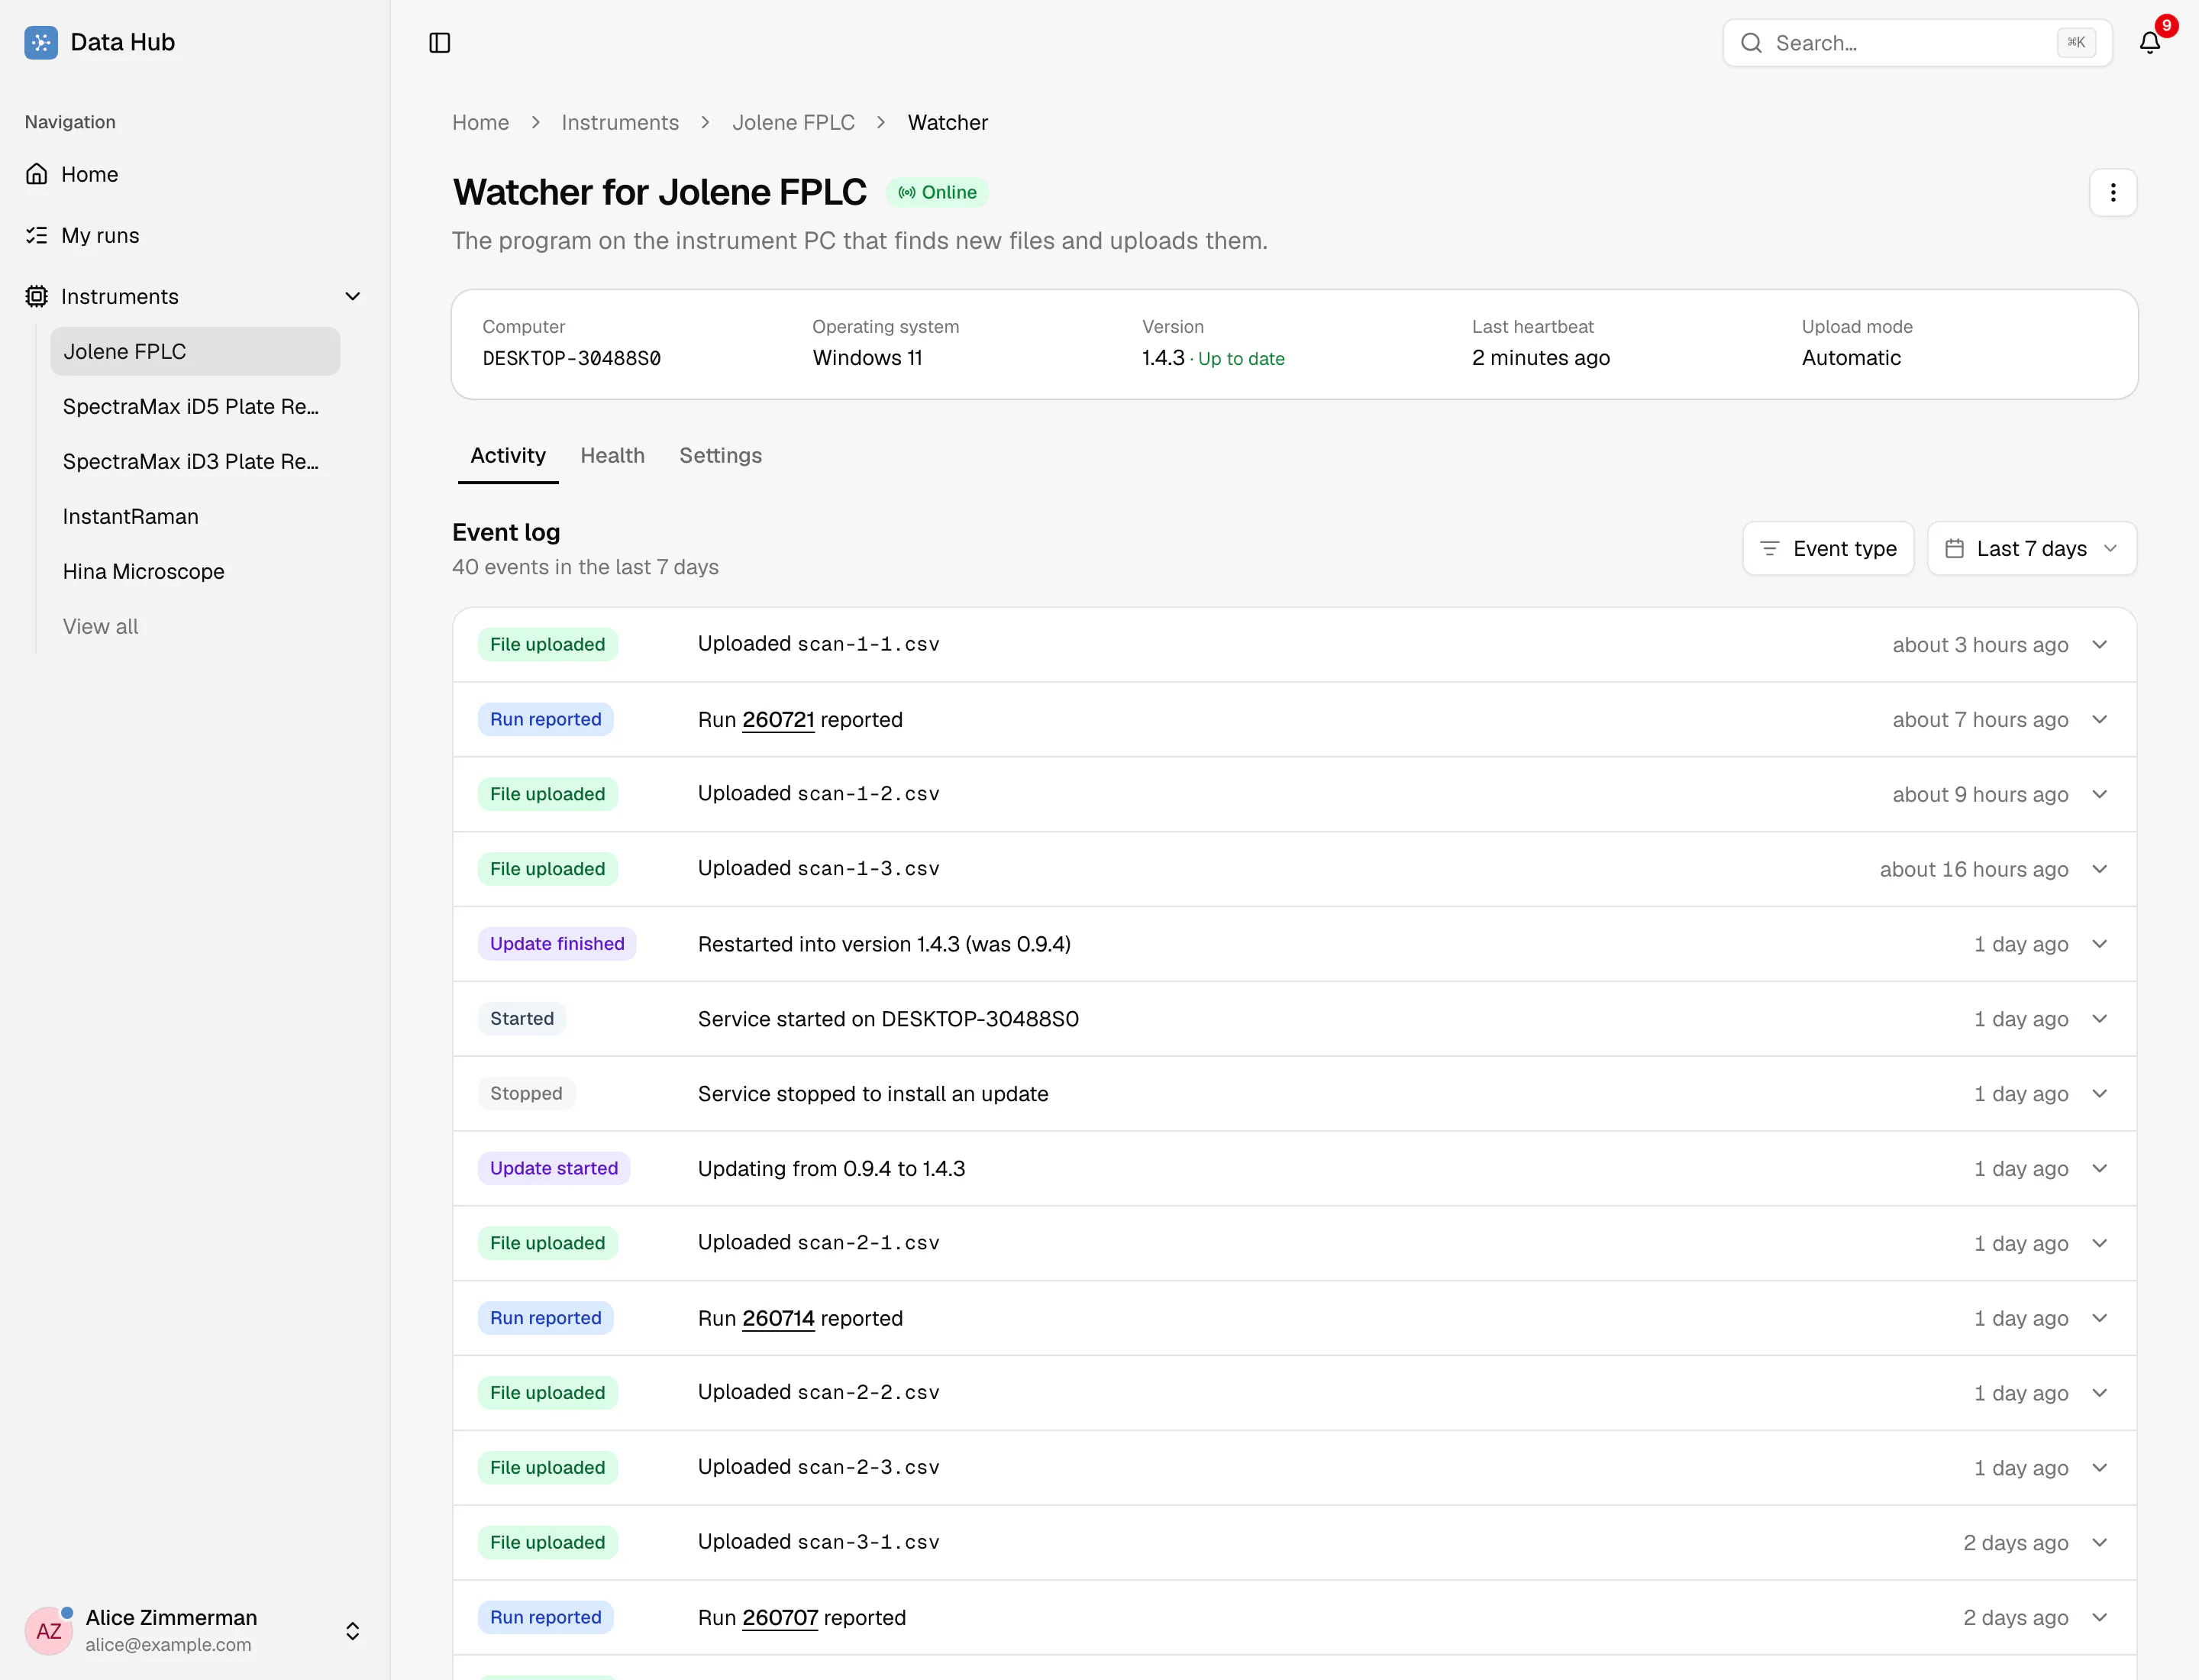 Data Hub
Search...
⌘K
9
Navigation
Home
My runs
Instruments
Jolene FPLC
SpectraMax iD5 Plate Re...
SpectraMax iD3 Plate Re...
InstantRaman
Hina Microscope
View all
Home > Instruments > Jolene FPLC > Watcher
Watcher for Jolene FPLC
Online
The program on the instrument PC that finds new files and uploads them.
Computer
DESKTOP-30488S0
Operating system
Windows 11
Version
1.4.3 · Up to date
Last heartbeat
2 minutes ago
Upload mode
Automatic
Activity Health Settings
Event log
40 events in the last 7 days
Event type
Last 7 days
File uploaded Uploaded scan-1-1.csv about 3 hours ago
Run reported Run 260721 reported about 7 hours ago
File uploaded Uploaded scan-1-2.csv about 9 hours ago
File uploaded Uploaded scan-1-3.csv about 16 hours ago
Update finished Restarted into version 1.4.3 (was 0.9.4) 1 day ago
Started Service started on DESKTOP-30488S0 1 day ago
Stopped Service stopped to install an update 1 day ago
Update started Updating from 0.9.4 to 1.4.3 1 day ago
File uploaded Uploaded scan-2-1.csv 1 day ago
Run reported Run 260714 reported 1 day ago
File uploaded Uploaded scan-2-2.csv 1 day ago
File uploaded Uploaded scan-2-3.csv 1 day ago
File uploaded Uploaded scan-3-1.csv 2 days ago
Run reported Run 260707 reported 2 days ago
AZ
Alice Zimmerman
alice@example.com